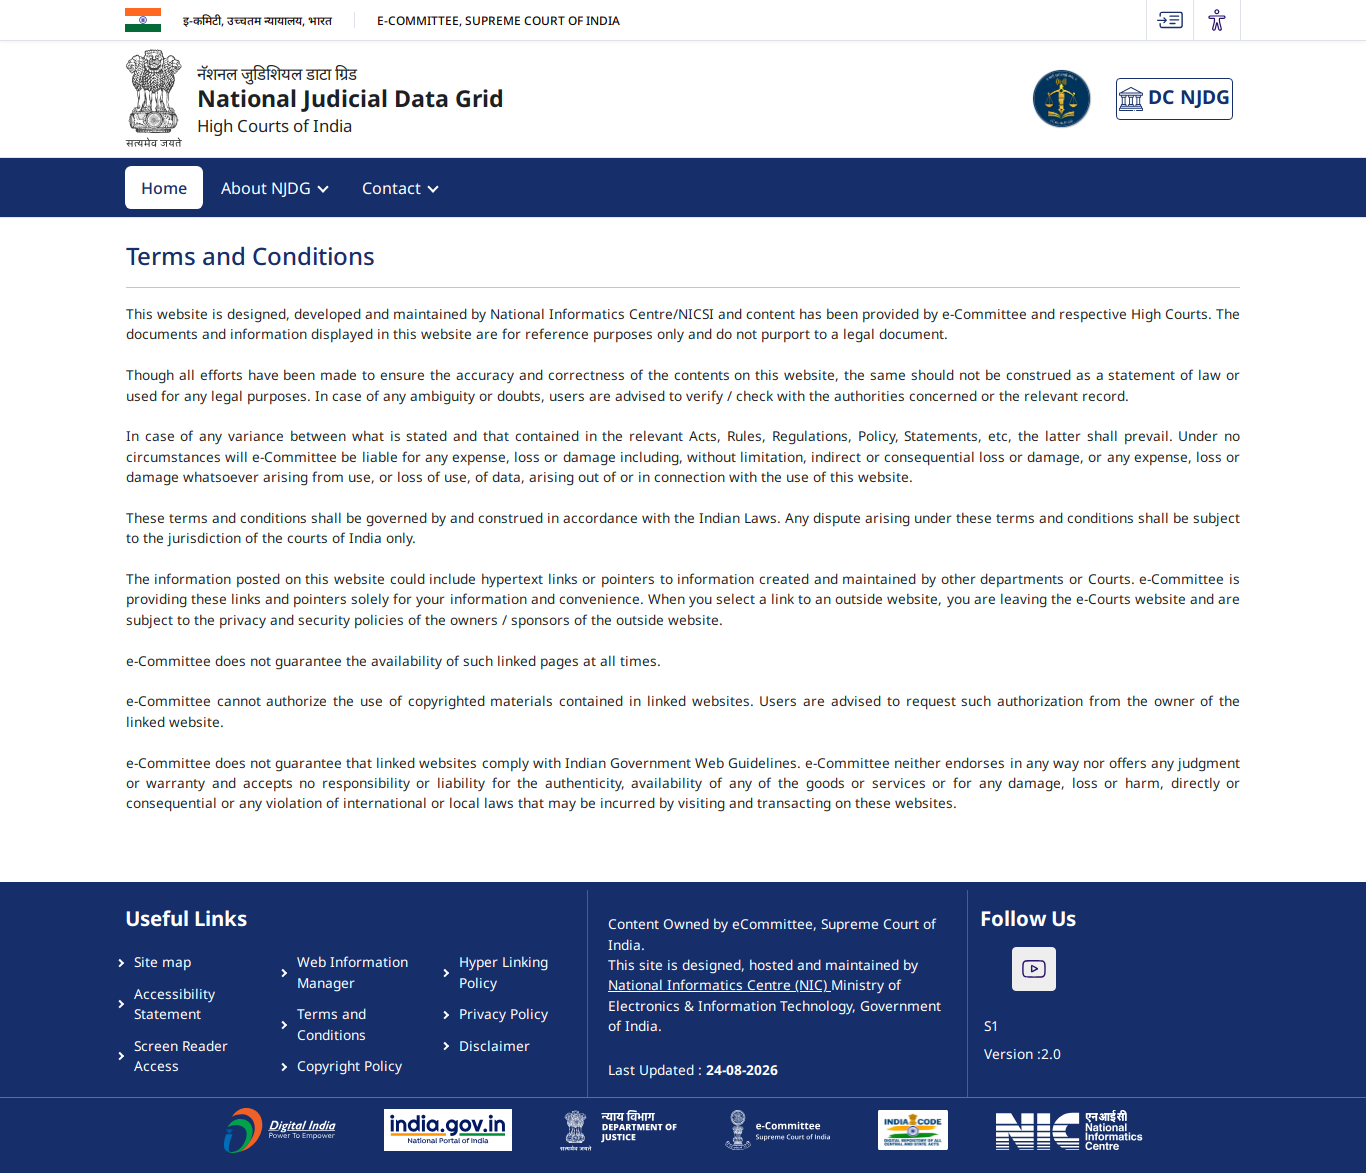 इ-कमिटी, उच्चतम न्यायालय, भारत
E-COMMITTEE, SUPREME COURT OF INDIA
सत्यमेव जयते
नॅशनल जुडिशियल डाटा ग्रिड
National Judicial Data Grid
High Courts of India
DC NJDG
Home
About NJDG
Contact
Terms and Conditions
This website is designed, developed and maintained by National Informatics Centre/NICSI and content has been provided by e-Committee and respective High Courts. The
documents and information displayed in this website are for reference purposes only and do not purport to a legal document.
Though all efforts have been made to ensure the accuracy and correctness of the contents on this website, the same should not be construed as a statement of law or
used for any legal purposes. In case of any ambiguity or doubts, users are advised to verify / check with the authorities concerned or the relevant record.
In case of any variance between what is stated and that contained in the relevant Acts, Rules, Regulations, Policy, Statements, etc, the latter shall prevail. Under no
circumstances will e-Committee be liable for any expense, loss or damage including, without limitation, indirect or consequential loss or damage, or any expense, loss or
damage whatsoever arising from use, or loss of use, of data, arising out of or in connection with the use of this website.
These terms and conditions shall be governed by and construed in accordance with the Indian Laws. Any dispute arising under these terms and conditions shall be subject
to the jurisdiction of the courts of India only.
The information posted on this website could include hypertext links or pointers to information created and maintained by other departments or Courts. e-Committee is
providing these links and pointers solely for your information and convenience. When you select a link to an outside website, you are leaving the e-Courts website and are
subject to the privacy and security policies of the owners / sponsors of the outside website.
e-Committee does not guarantee the availability of such linked pages at all times.
e-Committee cannot authorize the use of copyrighted materials contained in linked websites. Users are advised to request such authorization from the owner of the
linked website.
e-Committee does not guarantee that linked websites comply with Indian Government Web Guidelines. e-Committee neither endorses in any way nor offers any judgment
or warranty and accepts no responsibility or liability for the authenticity, availability of any of the goods or services or for any damage, loss or harm, directly or
consequential or any violation of international or local laws that may be incurred by visiting and transacting on these websites.
Useful Links
Site map
Accessibility
Statement
Screen Reader
Access
Web Information
Manager
Terms and
Conditions
Copyright Policy
Hyper Linking
Policy
Privacy Policy
Disclaimer
Content Owned by eCommittee, Supreme Court of
India.
This site is designed, hosted and maintained by
National Informatics Centre (NIC) Ministry of
Electronics & Information Technology, Government
of India.
Last Updated : 24-08-2026
Follow Us
S1
Version :2.0
Digital India
Power To Empower
india.gov.in
National Portal of India
सत्यमेव जयते
न्याय विभाग
DEPARTMENT OF
JUSTICE
e-Committee
Supreme Court of India
INDIA CODE
DIGITAL REPOSITORY OF ALL
CENTRAL AND STATE ACTS
NIC
एनआईसी
National
Informatics
Centre